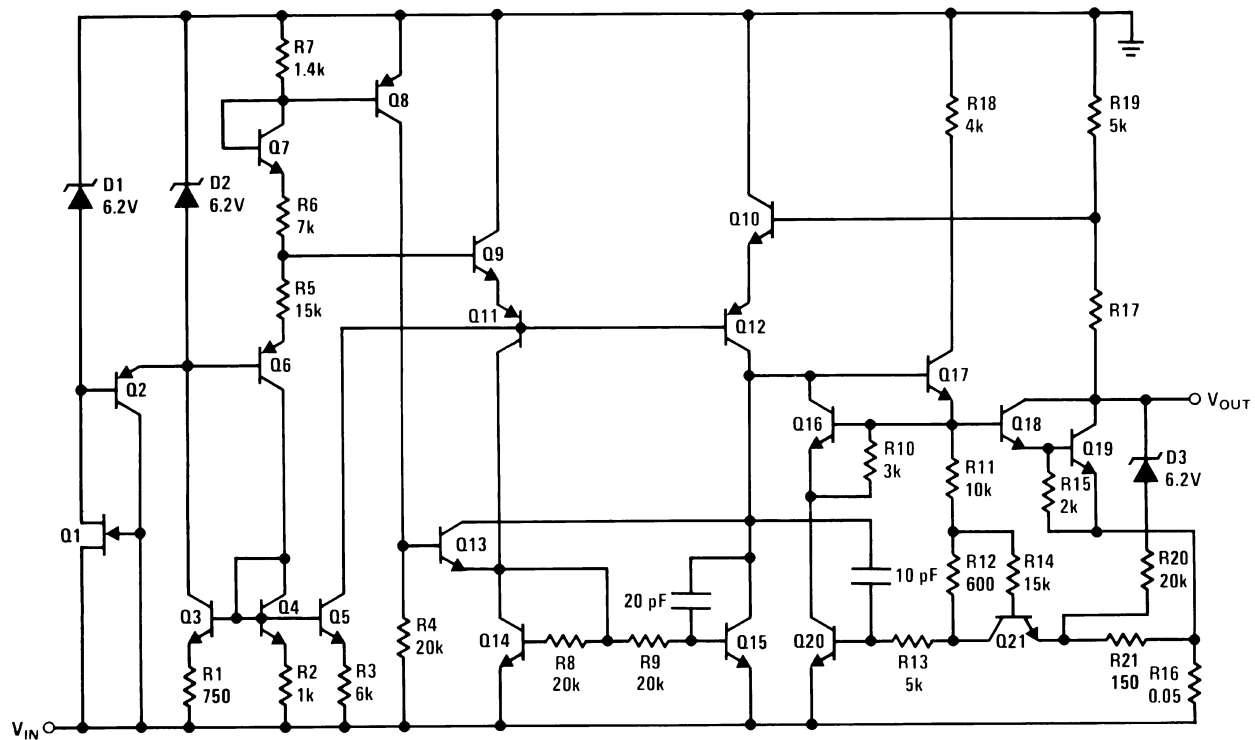 R7
1.4k
Q8
R18
4k
R19
5k
Q7
D1
6.2V
D2
6.2V
R6
7k
Q10
Q9
R5
15k
R17
Q11
Q12
Q6
Q2
Q17
VOUT
Q16
Q18
R10
3k
R11
10k
Q19
D3
6.2V
R15
2k
Q1
Q13
10 pF
R12
600
R14
15k
R20
20k
20 pF
Q3
Q4
Q5
R4
20k
Q14
R8
20k
R9
20k
Q15
Q20
R13
5k
Q21
R21
150
R16
0.05
R1
750
R2
1k
R3
6k
VIN